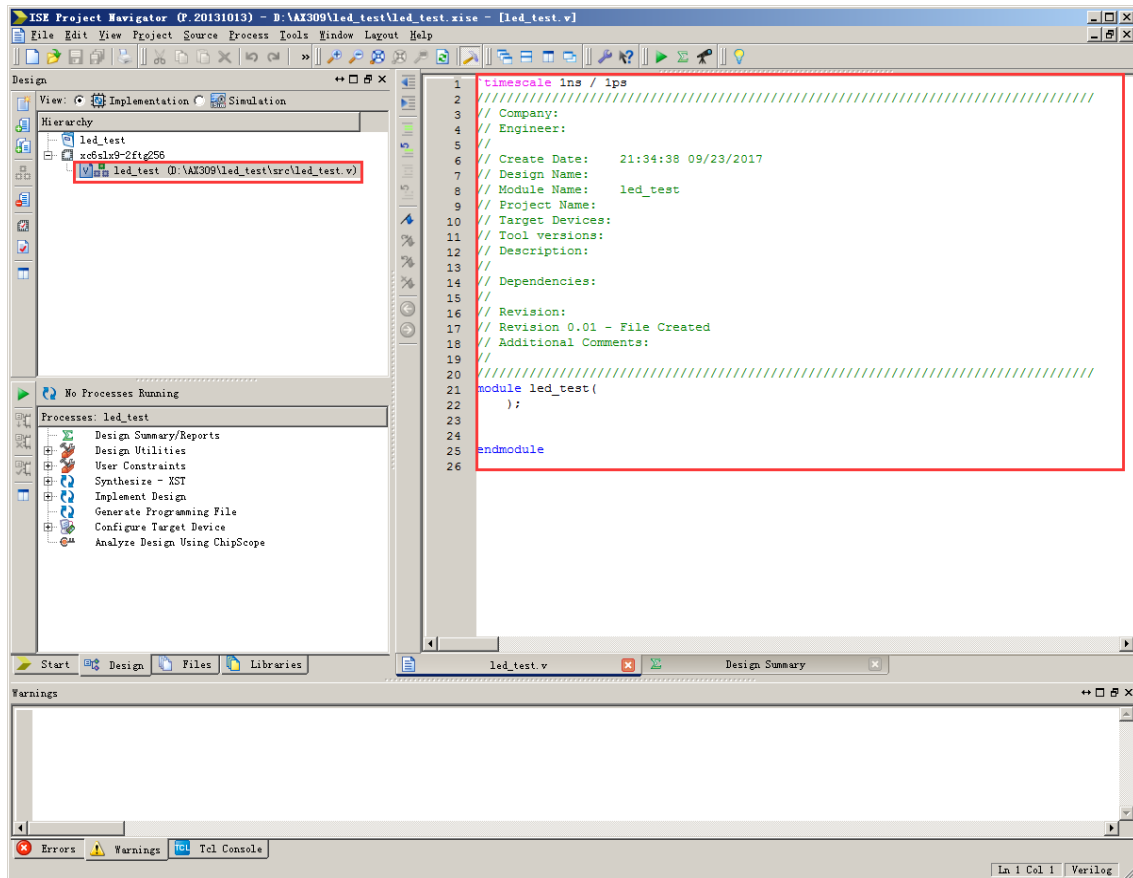 ISE Project Navigator (P.20131013) - D:\AX309\led_test\led_test.xise - [led_test.v]
File Edit View Project Source Process Tools Window Layout Help
Design
View: Implementation Simulation
Hierarchy
led_test
xc6slx9-2ftg256
led_test (D:\AX309\led_test\src\led_test.v)
No Processes Running
Processes: led_test
Design Summary/Reports
Design Utilities
User Constraints
Synthesize - XST
Implement Design
Generate Programming File
Configure Target Device
Analyze Design Using ChipScope
Start Design Files Libraries
1 `timescale 1ns / 1ps
2 //////////////////////////////////////////////////////////////////////////////////
3 // Company:
4 // Engineer:
5 //
6 // Create Date:    21:34:38 09/23/2017
7 // Design Name:
8 // Module Name:    led_test
9 // Project Name:
10 // Target Devices:
11 // Tool versions:
12 // Description:
13 //
14 // Dependencies:
15 //
16 // Revision:
17 // Revision 0.01 - File Created
18 // Additional Comments:
19 //
20 //////////////////////////////////////////////////////////////////////////////////
21 module led_test(
22     );
23
24
25 endmodule
26
led_test.v Design Summary
Warnings
Errors Warnings Tcl Console
Ln 1 Col 1 Verilog